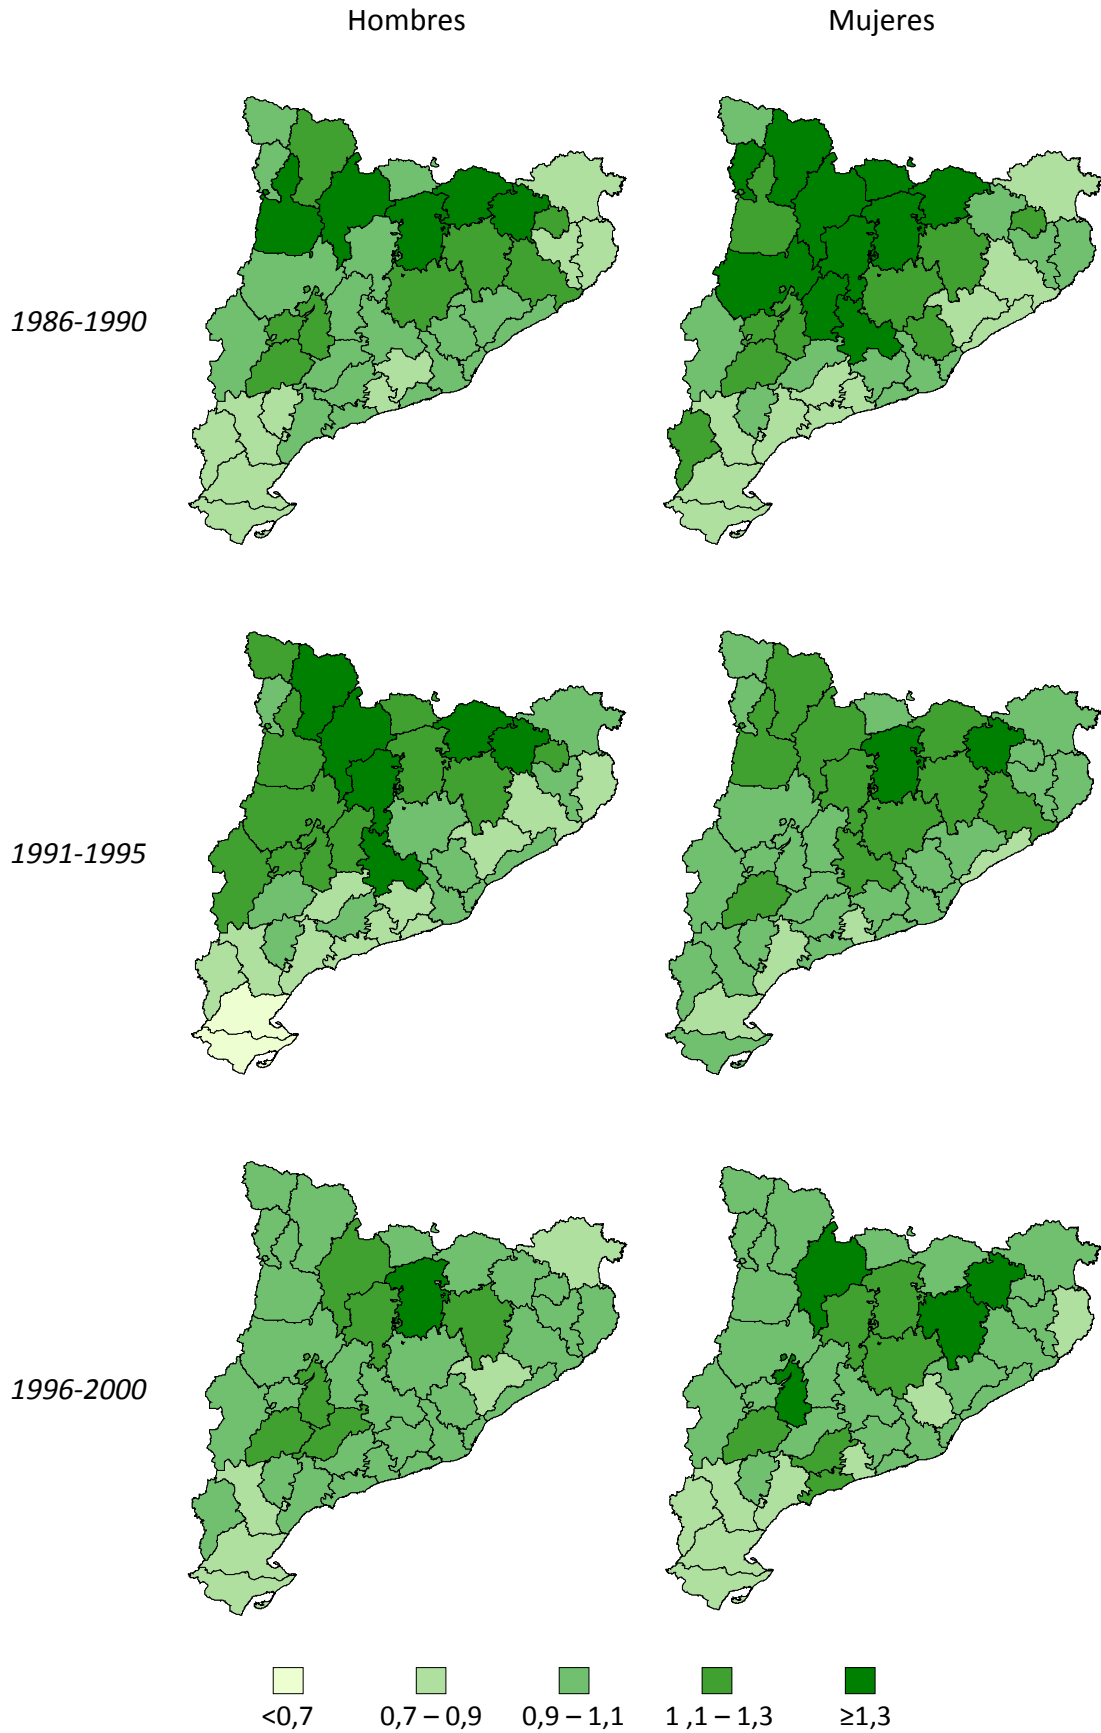 Hombres Mujeres
1986-1990
1991-1995
1996-2000
<0,7 0,7 – 0,9 0,9 – 1,1 1 ,1 – 1,3 ≥1,3